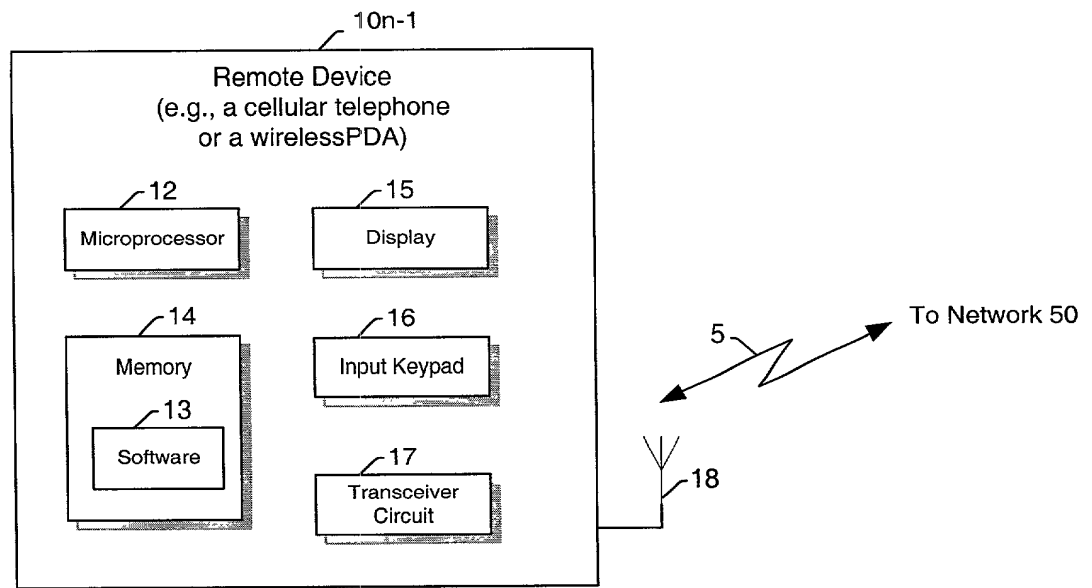 10n-1
Remote Device
(e.g., a cellular telephone
or a wirelessPDA)
12
Microprocessor
15
Display
14
Memory
13
Software
16
Input Keypad
17
Transceiver
Circuit
5
To Network 50
18